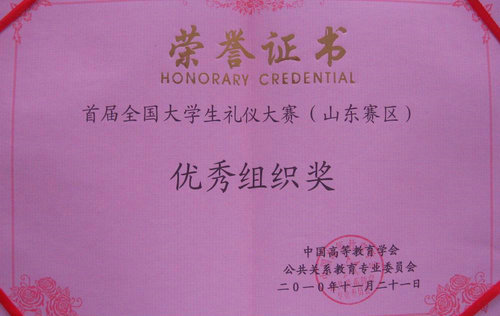 荣誉证书
HONORARY CREDENTIAL
首届全国大学生礼仪大赛（山东赛区）
优秀组织奖
中国高等教育学会
公共关系教育专业委员会
二〇一〇年十一月二十一日